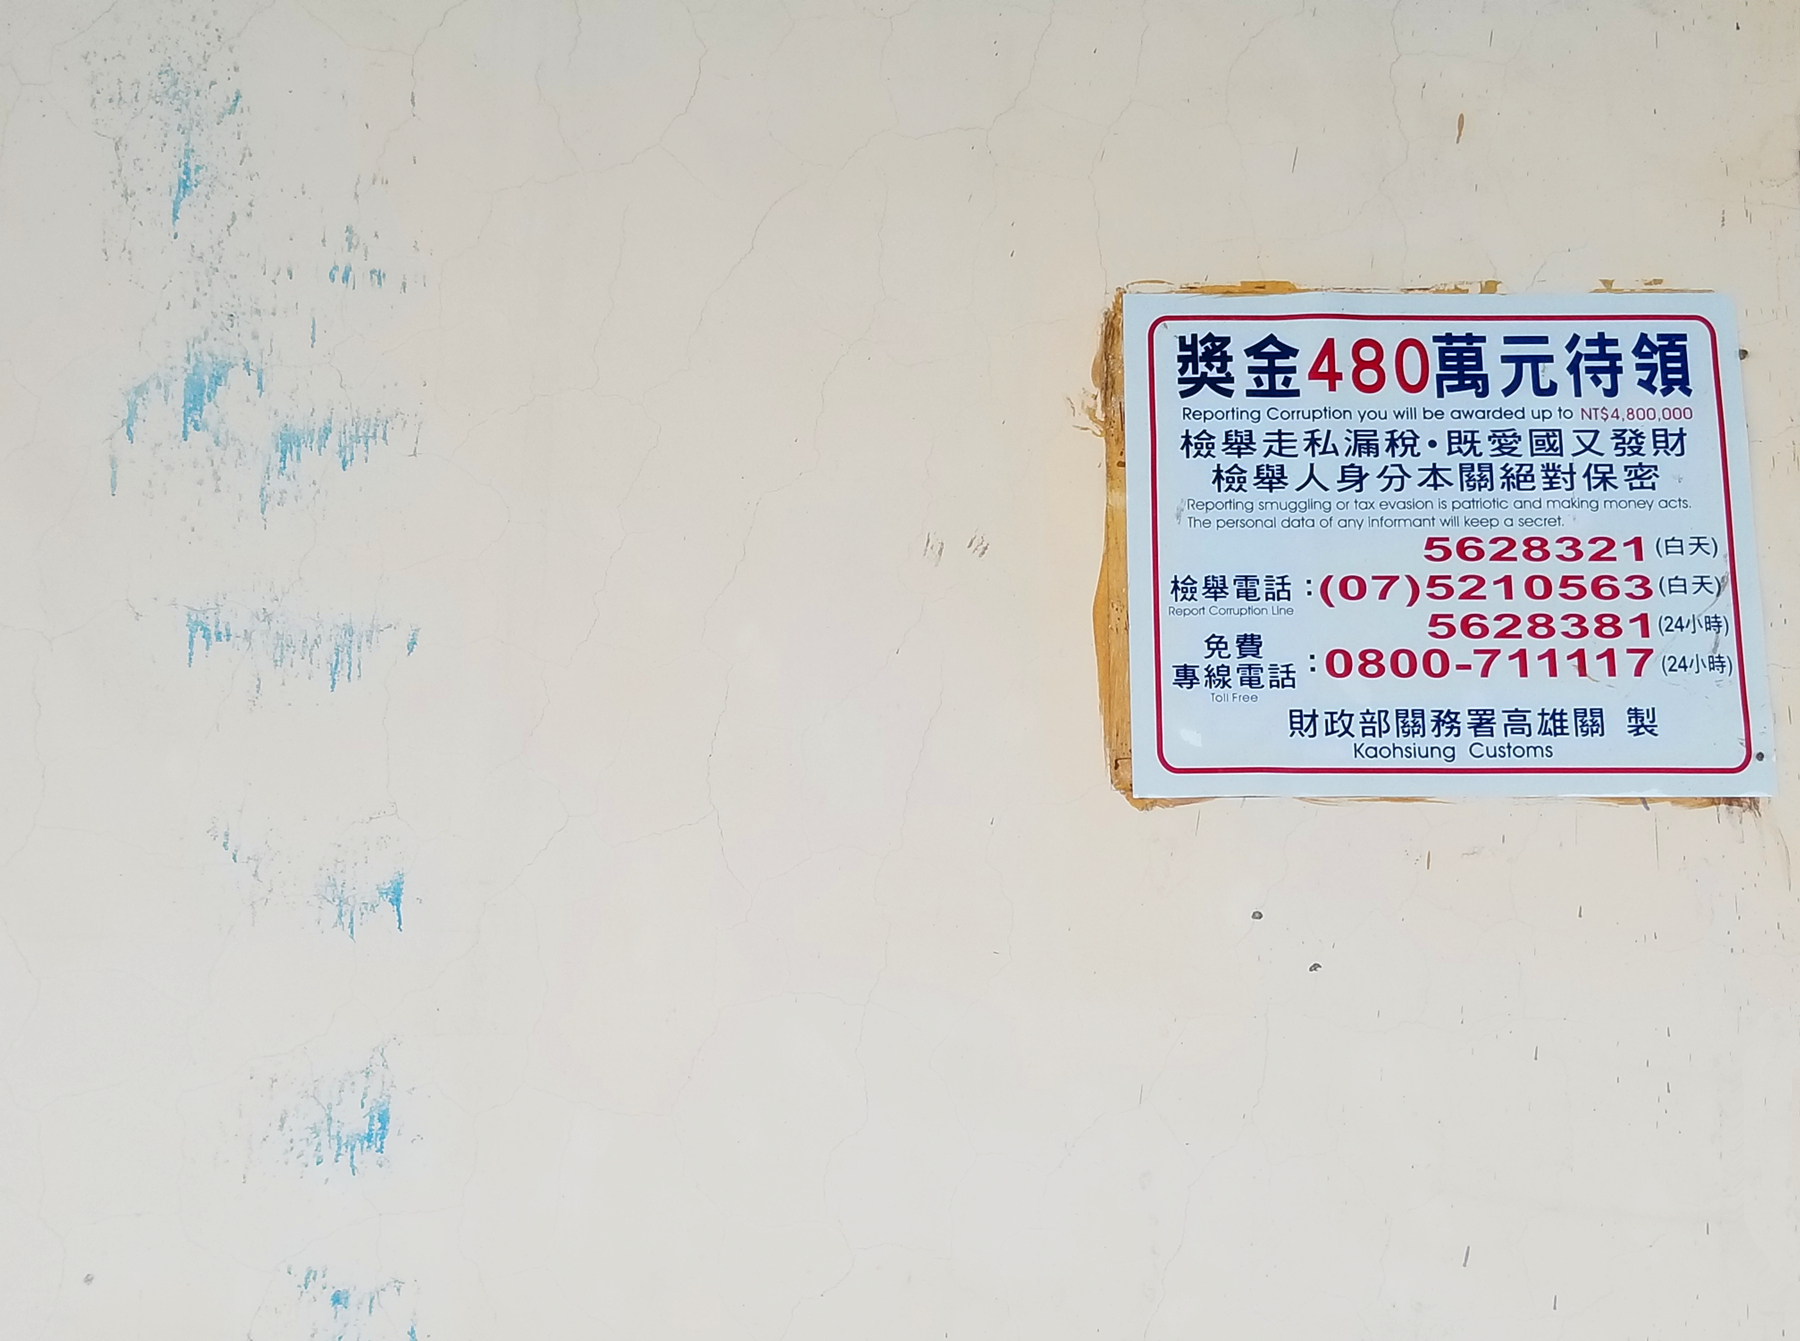 獎金480萬元待領
Reporting Corruption you will be awarded up to NT$4,800,000
檢舉走私漏稅•既愛國又發財
檢舉人身分本關絕對保密
Reporting smuggling or tax evasion is patriotic and making money acts.
The personal data of any informant will keep a secret.
5628321(白天)
檢舉電話:(07)5210563(白天)
Report Corruption Line
5628381(24小時)
免費
專線電話:0800-711117(24小時)
Toll Free
財政部關務署高雄關 製
Kaohsiung Customs